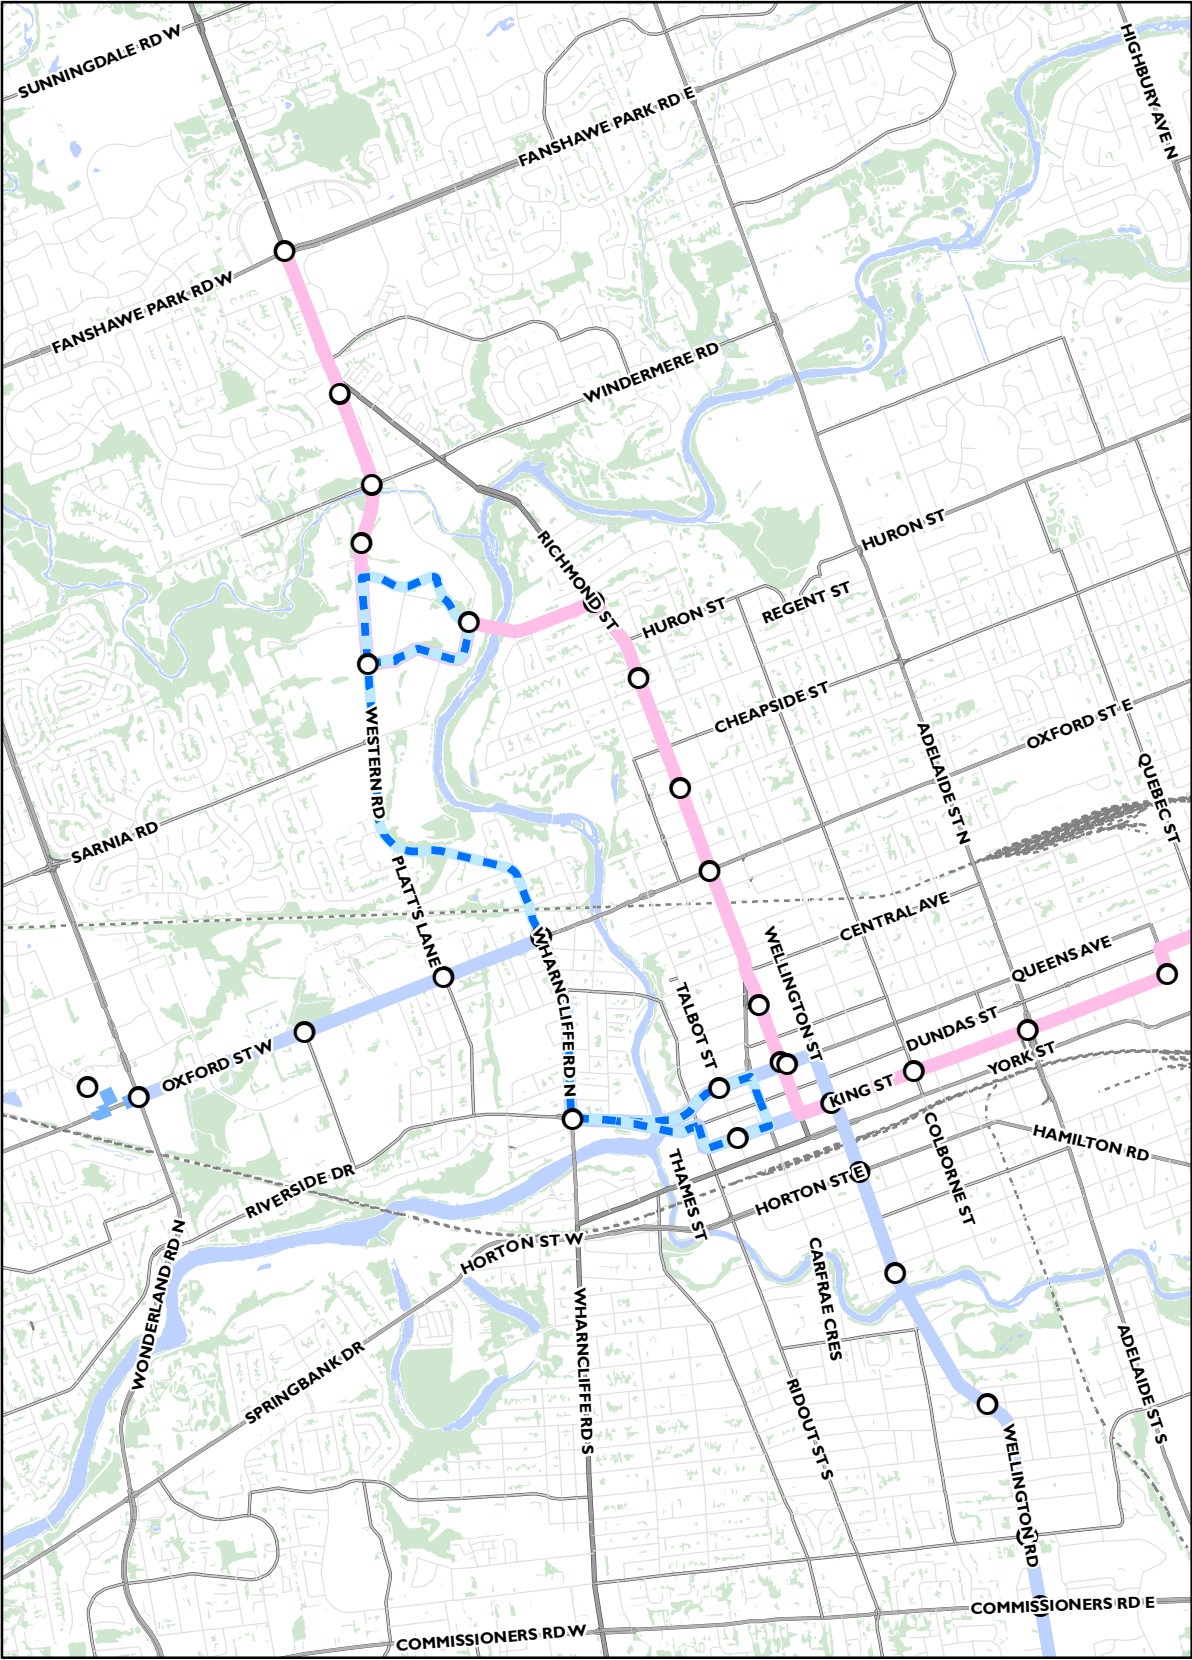 SUNNINGDALE RD W
HIGHBURY AVE N
FANSHAWE PARK RD E
FANSHAWE PARK RD W
WINDERMERE RD
HURON ST
RICHMOND ST
REGENT ST
HURON ST
CHEAPSIDE ST
OXFORD ST E
WESTERN RD
ADELAIDE ST N
QUEBEC ST
SARNIA RD
PLATT'S LANE
CENTRAL AVE
WELLINGTON ST
WHARNCLIFFE RD N
QUEENS AVE
TALBOT ST
DUNDAS ST
OXFORD ST W
YORK ST
KING ST
COLBORNE ST
HAMILTON RD
THAMES ST
RIVERSIDE DR
HORTON ST E
HORTON ST W
WONDERLAND RD N
CARFRAE CRES
WHARNCLIFFE RD S
ADELAIDE ST S
SPRINGBANK DR
RIDOUT ST S
WELLINGTON RD
COMMISSIONERS RD E
COMMISSIONERS RD W